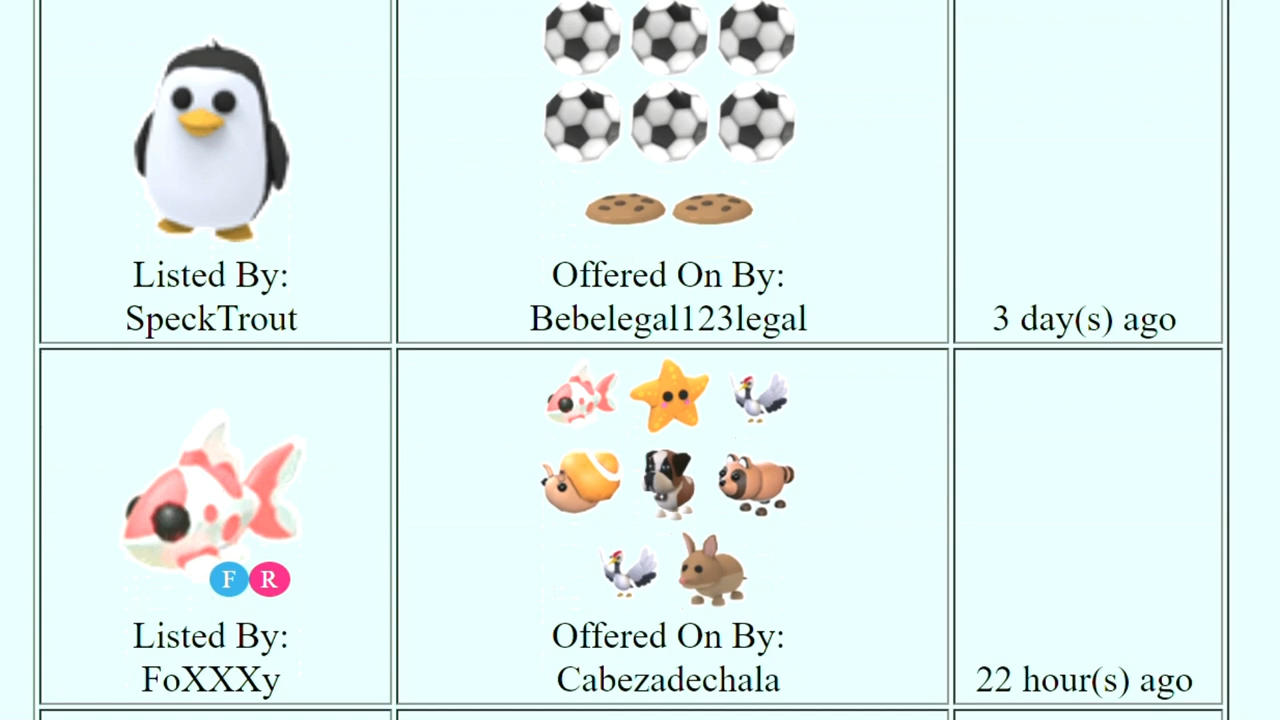 Listed By:
SpeckTrout
Offered On By:
Bebelegal123legal
3 day(s) ago
F R
Listed By:
FoXXXy
Offered On By:
Cabezadechala
22 hour(s) ago